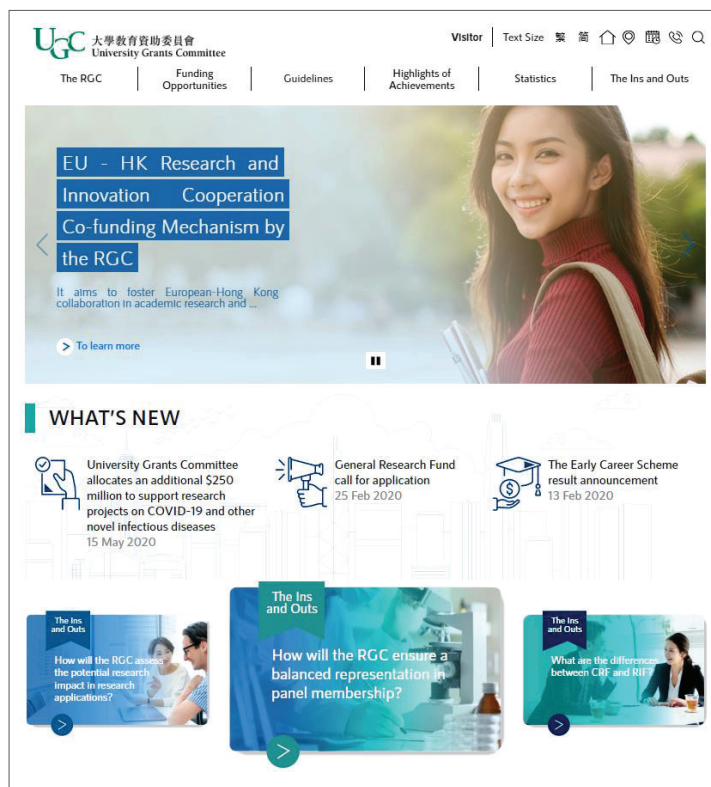 UGC 大學教育資助委員會
University Grants Committee
Visitor Text Size 繁 简
The RGC
Funding
Opportunities
Guidelines
Highlights of
Achievements
Statistics
The Ins and Outs
EU - HK Research and
Innovation Cooperation
Co-funding Mechanism by
the RGC
It aims to foster European-Hong Kong
collaboration in academic research and ...
To learn more
WHAT'S NEW
University Grants Committee
allocates an additional $250
million to support research
projects on COVID-19 and other
novel infectious diseases
15 May 2020
General Research Fund
call for application
25 Feb 2020
The Early Career Scheme
result announcement
13 Feb 2020
The Ins
and Outs
How will the RGC assess
the potential research
impact in research
applications?
The Ins
and Outs
How will the RGC ensure a
balanced representation in
panel membership?
The Ins
and Outs
What are the differences
between CRF and RIF?